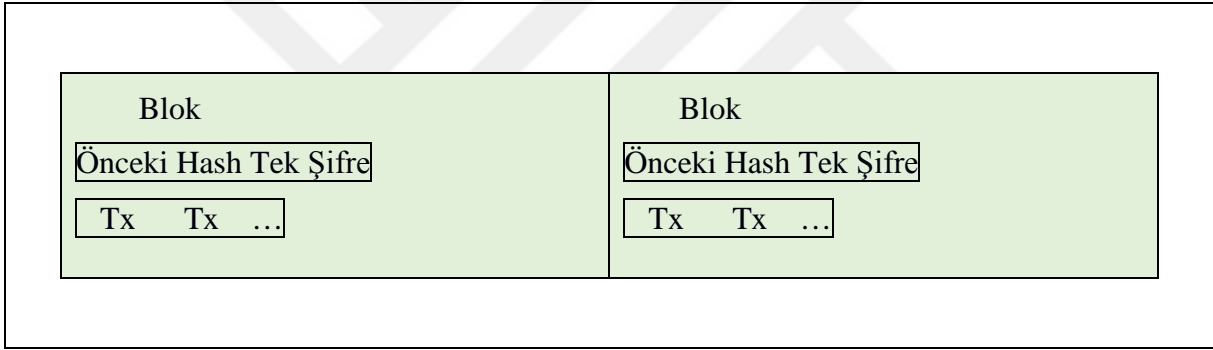 Blok
Önceki Hash Tek Şifre
Tx Tx …
Blok
Önceki Hash Tek Şifre
Tx Tx …